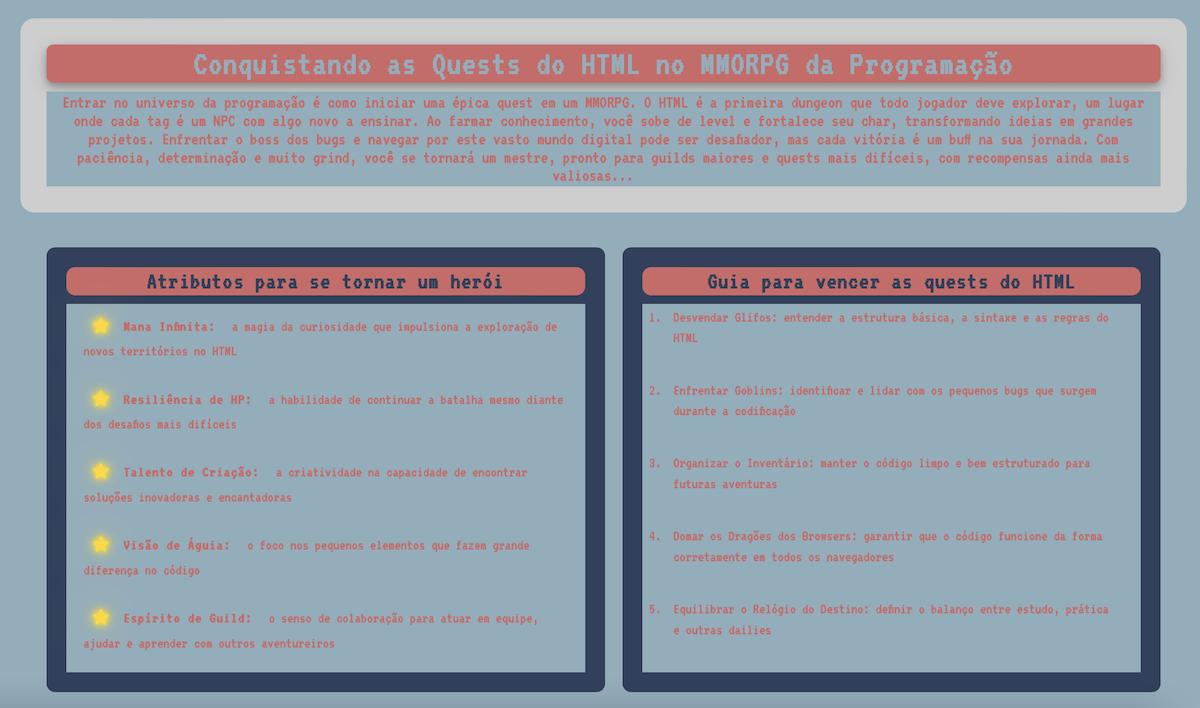 Conquistando as Quests do HTML no MMORPG da Programação
Entrar no universo da programação é como iniciar uma épica quest em um MMORPG. O HTML é a primeira dungeon que todo jogador deve explorar, um lugar
onde cada tag é um NPC com algo novo a ensinar. Ao farmar conhecimento, você sobe de level e fortalece seu char, transformando ideias em grandes
projetos. Enfrentar o boss dos bugs e navegar por este vasto mundo digital pode ser desafiador, mas cada vitória é um buff na sua jornada. Com
paciência, determinação e muito grind, você se tornará um mestre, pronto para guilds maiores e quests mais difíceis, com recompensas ainda mais
valiosas...
Atributos para se tornar um herói
Mana Infinita: a magia da curiosidade que impulsiona a exploração de
novos territórios no HTML
Resiliência de HP: a habilidade de continuar a batalha mesmo diante
dos desafios mais difíceis
Talento de Criação: a criatividade na capacidade de encontrar
soluções inovadoras e encantadoras
Visão de Águia: o foco nos pequenos elementos que fazem grande
diferença no código
Espírito de Guild: o senso de colaboração para atuar em equipe,
ajudar e aprender com outros aventureiros
Guia para vencer as quests do HTML
1. Desvendar Glifos: entender a estrutura básica, a sintaxe e as regras do
HTML
2. Enfrentar Goblins: identificar e lidar com os pequenos bugs que surgem
durante a codificação
3. Organizar o Inventário: manter o código limpo e bem estruturado para
futuras aventuras
4. Domar os Dragões dos Browsers: garantir que o código funcione da forma
corretamente em todos os navegadores
5. Equilibrar o Relógio do Destino: definir o balanço entre estudo, prática
e outras dailies